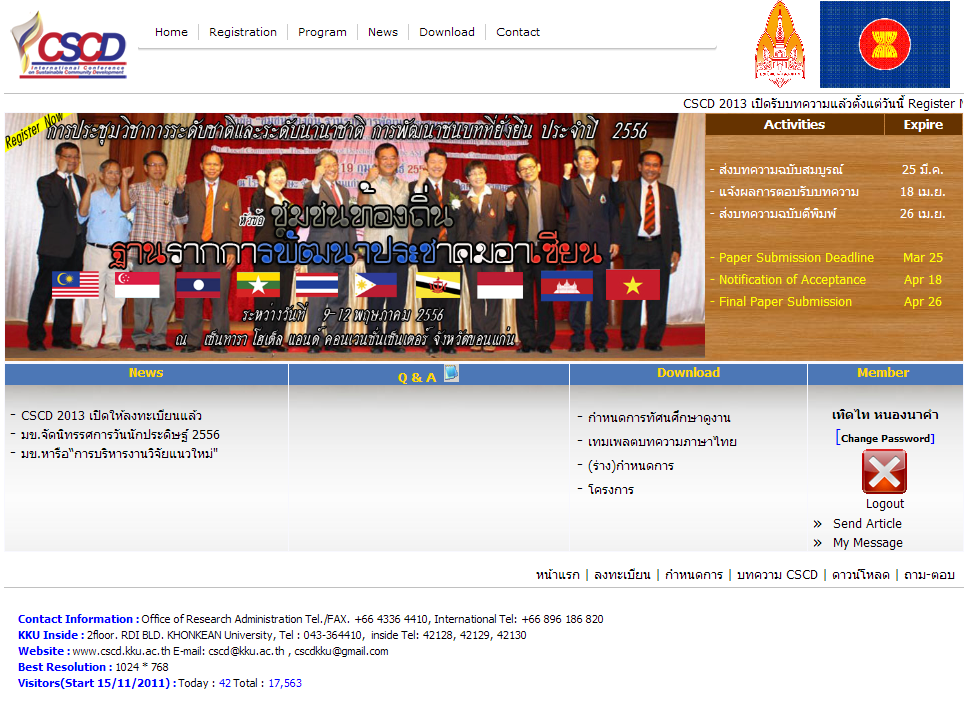 CSCD
International Conference
on Sustainable Community Development
Home
Registration
Program
News
Download
Contact
CSCD 2013 เปิดรับบทความแล้วตั้งแต่วันนี้ Register
Register Now
การประชุมวิชาการระดับชาติและระดับนานาชาติ การพัฒนาชนบทที่ยั่งยืน ประจำปี 2556
หัวข้อ ชุมชนท้องถิ่น
ฐานรากการพัฒนาประชาคมอาเซียน
ระหว่างวันที่ 9-12 พฤษภาคม 2556
ณ เซ็นทารา โฮเต็ล แอนด์ คอนเวนชั่นเซ็นเตอร์ จังหวัดขอนแก่น
Activities Expire
- ส่งบทความฉบับสมบูรณ์ 25 มี.ค.
- แจ้งผลการตอบรับบทความ 18 เม.ย.
- ส่งบทความฉบับตีพิมพ์ 26 เม.ย.
- Paper Submission Deadline Mar 25
- Notification of Acceptance Apr 18
- Final Paper Submission Apr 26
News
- CSCD 2013 เปิดให้ลงทะเบียนแล้ว
- มข.จัดนิทรรศการวันนักประดิษฐ์ 2556
- มข.หารือ"การบริหารงานวิจัยแนวใหม่"
Q & A
Download
- กำหนดการทัศนศึกษาดูงาน
- เทมเพลตบทความภาษาไทย
- (ร่าง)กำหนดการ
- โครงการ
Member
เทิดไท หนองนาคำ
[Change Password]
Logout
» Send Article
» My Message
หน้าแรก | ลงทะเบียน | กำหนดการ | บทความ CSCD | ดาวน์โหลด | ถาม-ตอบ
Contact Information : Office of Research Administration Tel./FAX. +66 4336 4410, International Tel: +66 896 186 820
KKU Inside : 2floor. RDI BLD. KHONKEAN University, Tel : 043-364410, inside Tel: 42128, 42129, 42130
Website : www.cscd.kku.ac.th E-mail: cscd@kku.ac.th , cscdkku@gmail.com
Best Resolution : 1024 * 768
Visitors(Start 15/11/2011) : Today : 42 Total : 17,563